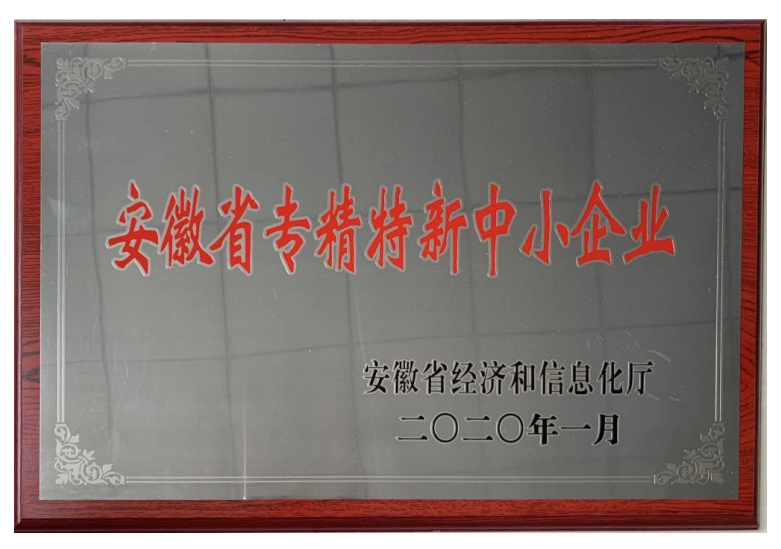 安徽省专精特新中小企业
安徽省经济和信息化厅
二〇二〇年一月